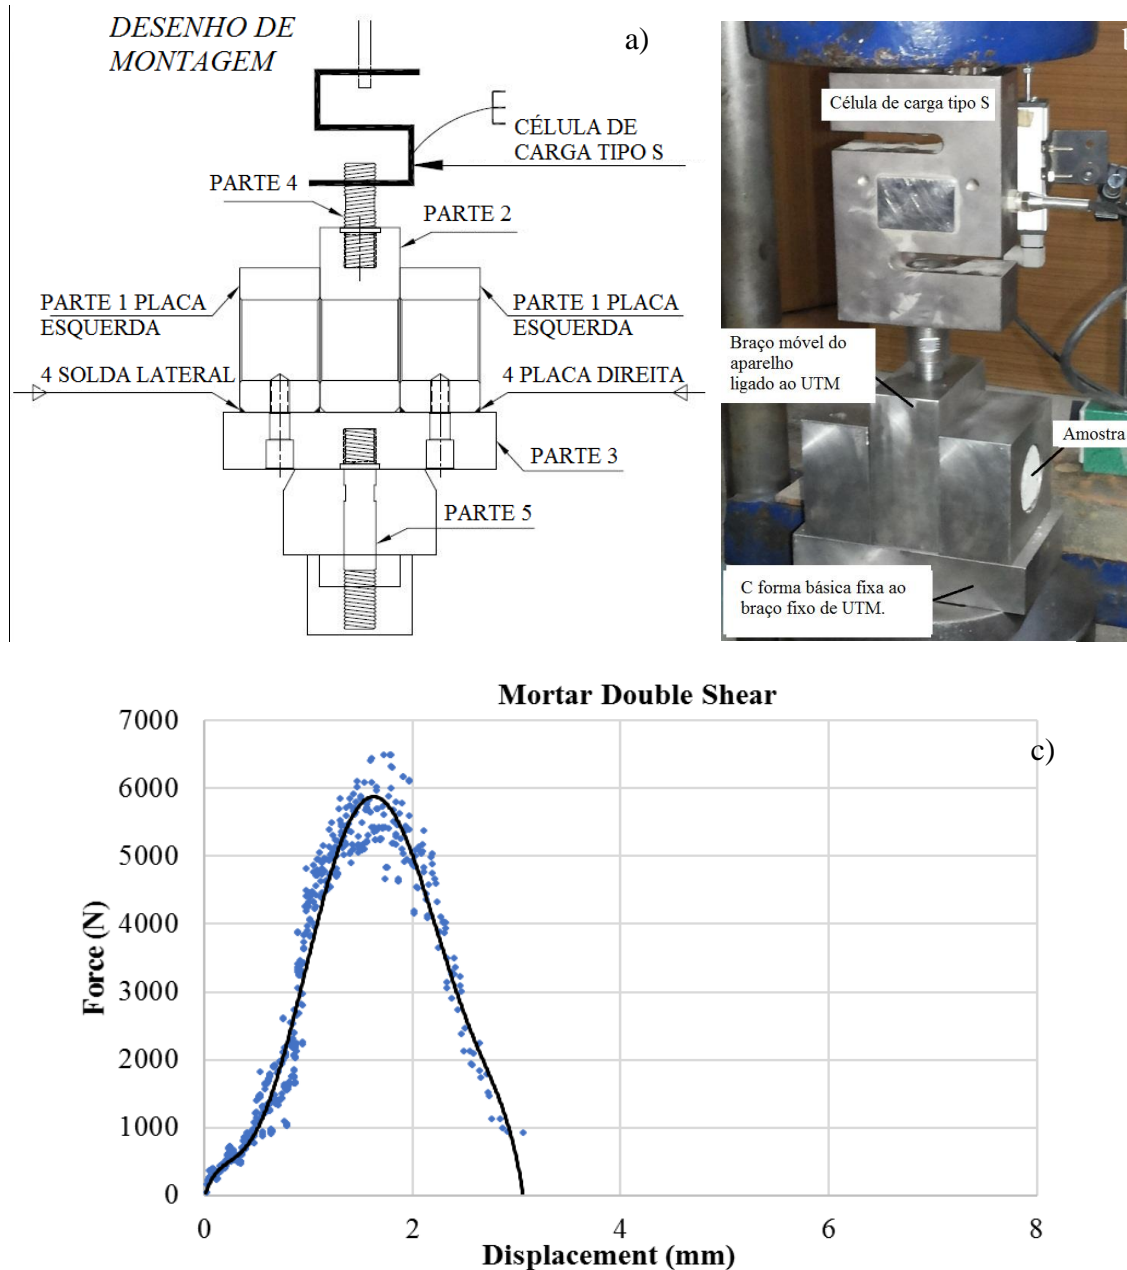 DESENHO DE
MONTAGEM
a)
CÉLULA DE
CARGA TIPO S
PARTE 4
PARTE 2
PARTE 1 PLACA
ESQUERDA
PARTE 1 PLACA
ESQUERDA
4 SOLDA LATERAL
4 PLACA DIREITA
PARTE 3
PARTE 5
Célula de carga tipo S
Braço móvel do
aparelho
ligado ao UTM
Amostra
C forma básica fixa ao
braço fixo de UTM.
Mortar Double Shear
c)
7000
6000
5000
4000
3000
2000
1000
0
Force (N)
0 2 4 6 8
Displacement (mm)